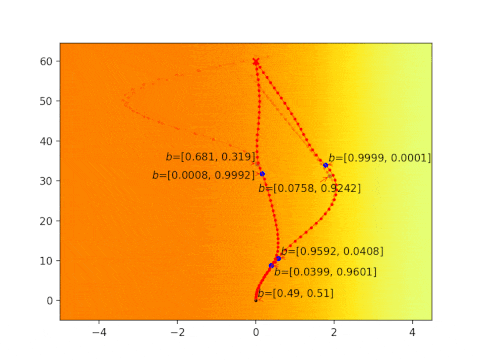 60
50
40
30
20
10
0
b=[0.681, 0.319]
b=[0.9999, 0.0001]
b=[0.0008, 0.9992]
b=[0.0758, 0.9242]
b=[0.9592, 0.0408]
b=[0.0399, 0.9601]
b=[0.49, 0.51]
−4 −2 0 2 4